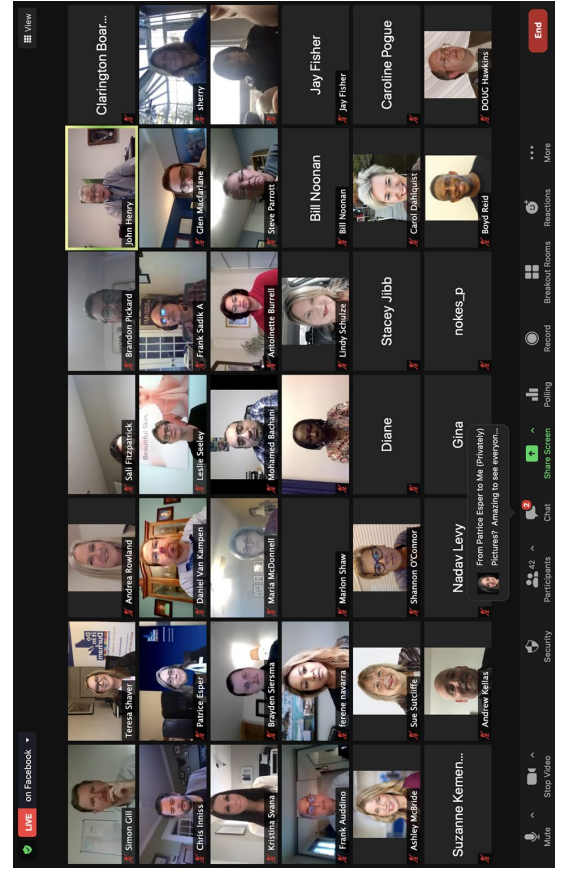 LIVE on Facebook
View
Simon Gill
Teresa Shaver
Andrea Rowland
Sali Fitzpatrick
Brandon Pickard
John Henry
Clarington Boar...
Chris Inniss
Patrice Esper
Daniel Van Kampen
Beautiful Skin,
Leslie Seeley
Frank Sadik A
Glen Macfarlane
sherry
Kristina Svana
Brayden Siersma
Maria McDonnell
Mohamed Bachani
Antoinette Burrell
Steve Parrott
Frank Auddino
ferene navarra
Marlon Shaw
Lindy Schulze
Bill Noonan
Bill Noonan
Jay Fisher
Jay Fisher
Ashley McBride
Sue Sutcliffe
Shannon O'Connor
Diane
Stacey Jibb
Carol Dahlquist
Caroline Pogue
Suzanne Kemen...
Andrew Kellas
Nadav Levy
Gina
nokes_p
Boyd Reid
DOUG Hawkins
From Patrice Esper to Me (Privately)
Pictures? Amazing to see everyon...
Mute
Stop Video
Security
42
Participants
2
Chat
Share Screen
Polling
Record
Breakout Rooms
Reactions
More
End